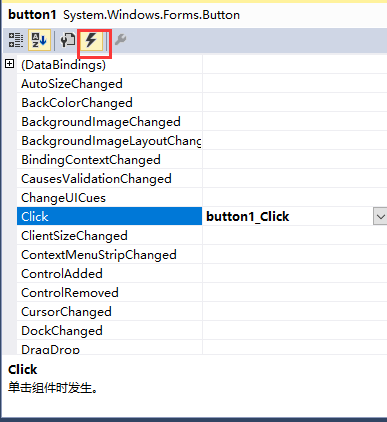 button1 System.Windows.Forms.Button
(DataBindings)
AutoSizeChanged
BackColorChanged
BackgroundImageChanged
BackgroundImageLayoutChang
BindingContextChanged
CausesValidationChanged
ChangeUICues
Click button1_Click
ClientSizeChanged
ContextMenuStripChanged
ControlAdded
ControlRemoved
CursorChanged
DockChanged
DragDrop
Click
单击组件时发生。